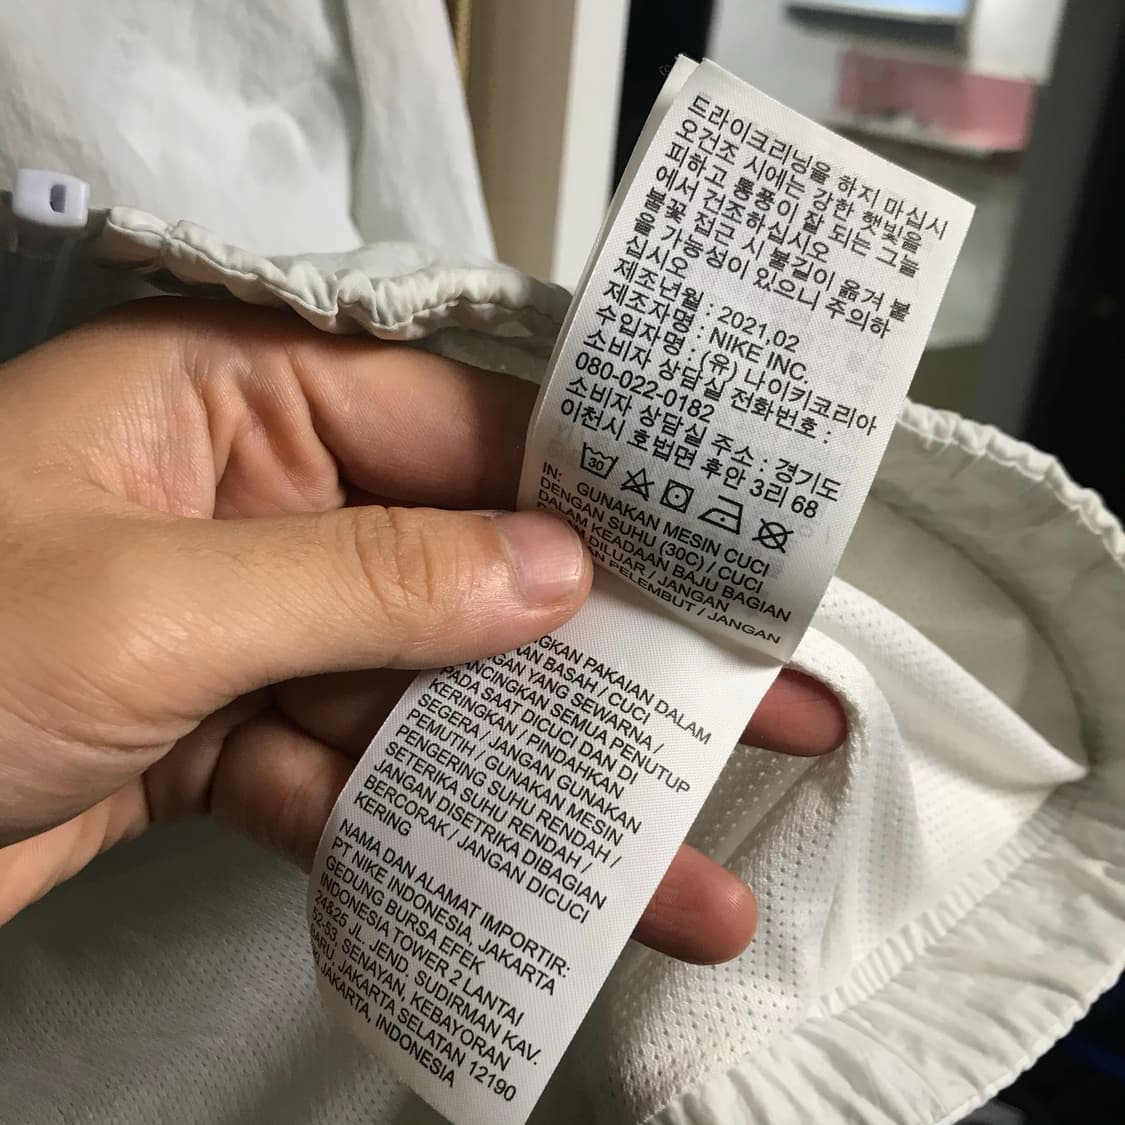 드라이크리닝을 하지 마십시
오건조 시에는 강한 햇빛을
피하고 통풍이 잘 되는 그늘
에서 건조하십시오
불꽃 접근 시 불길이 옮겨 붙
을 가능성이 있으니 주의하
십시오
제조년월 : 2021.02
제조자명 : NIKE INC.
수입자명 : (유) 나이키코리아
소비자 상담실 전화번호 :
080-022-0182
소비자 상담실 주소 : 경기도
이천시 호법면 후안 3리 68
30
IN: GUNAKAN MESIN CUCI
DENGAN SUHU (30C) / CUCI
DALAM KEADAAN BAJU BAGIAN
DILUAR / JANGAN
PELEMBUT / JANGAN
PAKAIAN DALAM
BASAH / CUCI
YANG SEWARNA /
SEMUA PENUTUP
PADA SAAT DICUCI DAN DI
KERINGKAN / PINDAHKAN
SEGERA / JANGAN GUNAKAN
PEMUTIH / GUNAKAN MESIN
PENGERING SUHU RENDAH /
SETERIKA SUHU RENDAH /
JANGAN DISETRIKA DIBAGIAN
BERCORAK / JANGAN DICUCI
KERING
NAMA DAN ALAMAT IMPORTIR:
PT NIKE INDONESIA, JAKARTA
GEDUNG BURSA EFEK
INDONESIA TOWER 2 LANTAI
24&25 JL. JEND. SUDIRMAN KAV.
52-53, SENAYAN, KEBAYORAN
BARU, JAKARTA SELATAN 12190
JAKARTA, INDONESIA